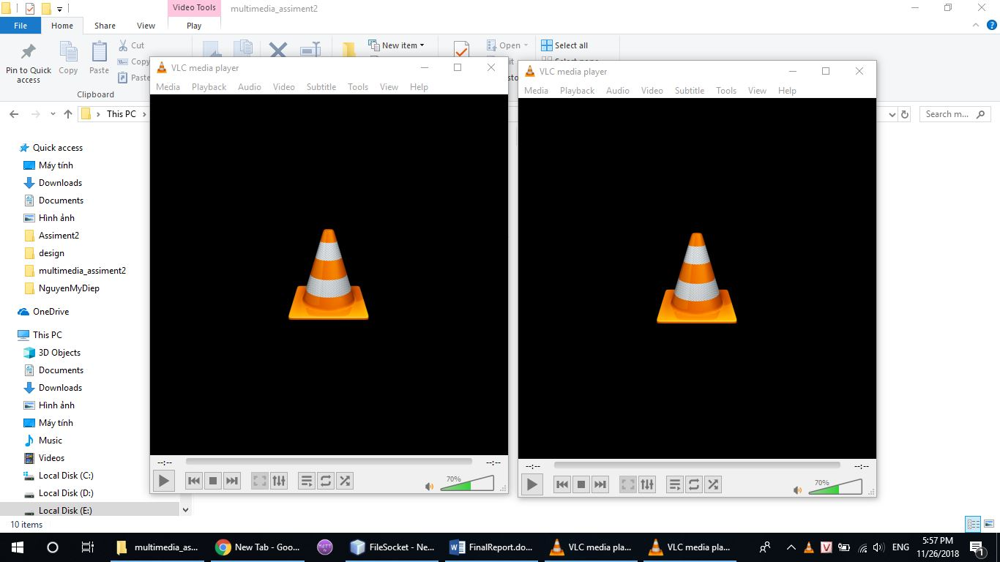 Video Tools
multimedia_assiment2
File
Home
Share
View
Play
Pin to Quick access
Copy
Paste
Cut
Copy
Paste
Clipboard
New item
Open
Select all
This PC
Search m...
Quick access
Máy tính
Downloads
Documents
Hình ảnh
Assiment2
design
multimedia_assiment2
NguyenMyDiep
OneDrive
This PC
3D Objects
Documents
Downloads
Hình ảnh
Máy tính
Music
Videos
Local Disk (C:)
Local Disk (D:)
Local Disk (E:)
10 items
VLC media player
Media Playback Audio Video Subtitle Tools View Help
--:-- --:--
70%
VLC media player
Media Playback Audio Video Subtitle Tools View Help
--:-- --:--
70%
multimedia_as...
New Tab - Goo...
FileSocket - Ne...
FinalReport.do...
VLC media pla...
VLC media pla...
ENG
5:57 PM
11/26/2018
1